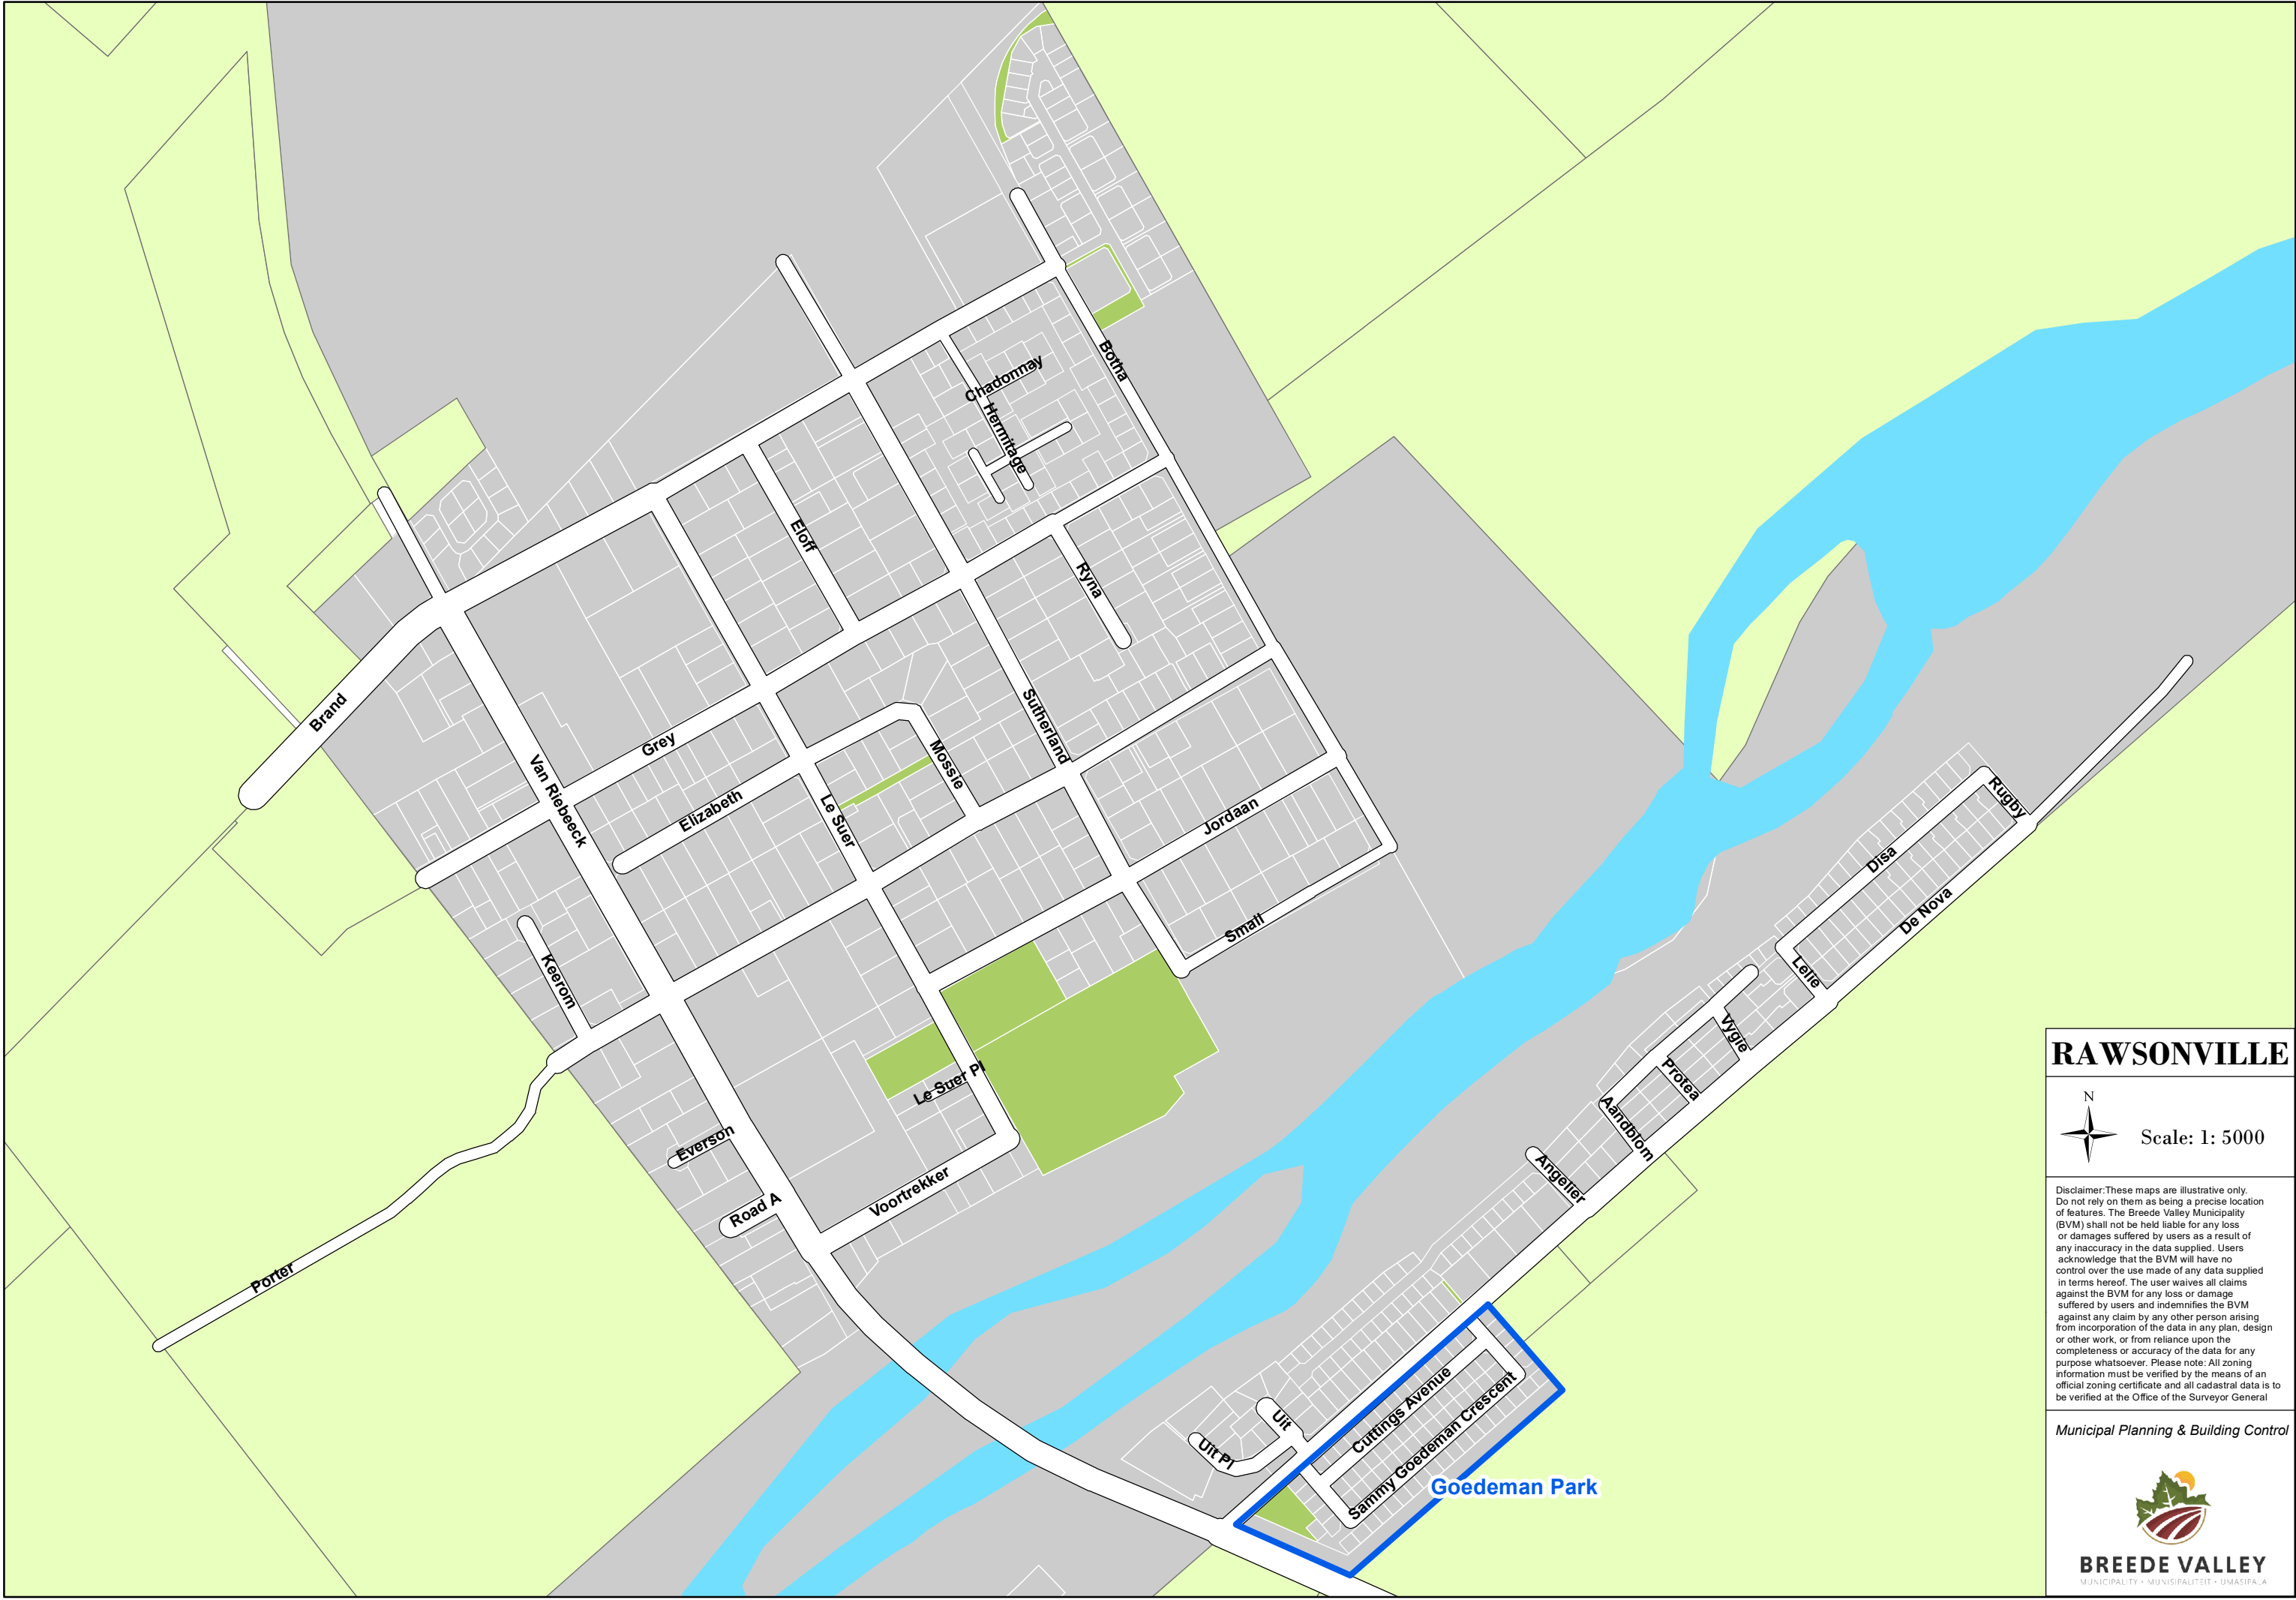 Chadonnay
Botha
Hermitage
Eloff
Ryna
Brand
Grey
Sutherland
Mossie
Van Riebeeck
Elizabeth
Le Suer
Jordaan
Rugby
Disa
De Nova
Small
Keerom
Lelie
Vygie
Protea
Le Suer Pl
Aandblom
Everson
Angelier
Voortrekker
Road A
Porter
Uit
Uit Pl
Cuttings Avenue
Sammy Goedeman Crescent
Goedeman Park
RAWSONVILLE
N
Scale: 1: 5000
Disclaimer:These maps are illustrative only.
Do not rely on them as being a precise location
of features. The Breede Valley Municipality
(BVM) shall not be held liable for any loss
or damages suffered by users as a result of
any inaccuracy in the data supplied. Users
acknowledge that the BVM will have no
control over the use made of any data supplied
in terms hereof. The user waives all claims
against the BVM for any loss or damage
suffered by users and indemnifies the BVM
against any claim by any other person arising
from incorporation of the data in any plan, design
or other work, or from reliance upon the
completeness or accuracy of the data for any
purpose whatsoever. Please note: All zoning
information must be verified by the means of an
official zoning certificate and all cadastral data is to
be verified at the Office of the Surveyor General
Municipal Planning & Building Control
BREEDE VALLEY
MUNICIPALITY • MUNISIPALITEIT • UMASIPALA